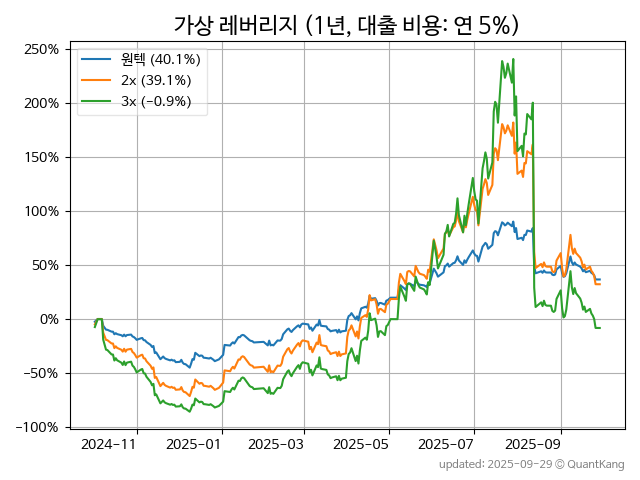 가상 레버리지 (1년, 대출 비용: 연 5%)
250%
200%
150%
100%
50%
0%
−50%
−100%
원텍 (40.1%)
2x (39.1%)
3x (−0.9%)
2024-11
2025-01
2025-03
2025-05
2025-07
2025-09
updated: 2025-09-29 © QuantKang